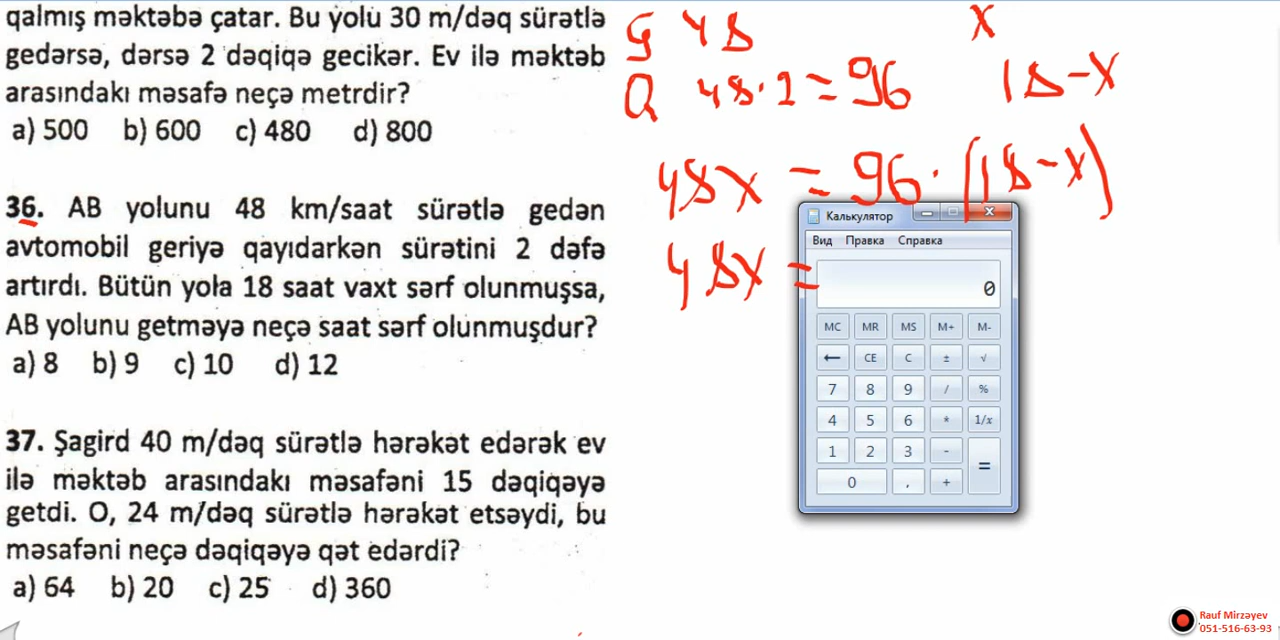 qalmış məktəbə çatar. Bu yolu 30 m/dəq sürətlə
gedərsə, dərsə 2 dəqiqə gecikər. Ev ilə məktəb
arasındakı məsafə neçə metrdir?
a) 500 b) 600 c) 480 d) 800
36. AB yolunu 48 km/saat sürətlə gedən
avtomobil geriyə qayıdarkən sürətini 2 dəfə
artırdı. Bütün yola 18 saat vaxt sərf olunmuşsa,
AB yolunu getməyə neçə saat sərf olunmuşdur?
a) 8 b) 9 c) 10 d) 12
37. Şagird 40 m/dəq sürətlə hərəkət edərək ev
ilə məktəb arasındakı məsafəni 15 dəqiqəyə
getdi. O, 24 m/dəq sürətlə hərəkət etsəydi, bu
məsafəni neçə dəqiqəyə qət edərdi?
a) 64 b) 20 c) 25 d) 360
G 48 x
Q 48·2=96 18-x
48x = 96·(18-x)
48x =
Калькулятор
Вид Правка Справка
0
MC MR MS M+ M-
← CE C ± √
7 8 9 / %
4 5 6 * 1/x
1 2 3 - =
0 , +
Rauf Mirzəyev
051-516-63-93